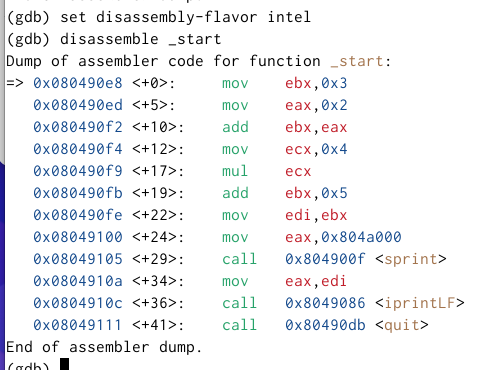 (gdb) set disassembly-flavor intel
(gdb) disassemble _start
Dump of assembler code for function _start:
=> 0x080490e8 <+0>:     mov    ebx,0x3
   0x080490ed <+5>:     mov    eax,0x2
   0x080490f2 <+10>:    add    ebx,eax
   0x080490f4 <+12>:    mov    ecx,0x4
   0x080490f9 <+17>:    mul    ecx
   0x080490fb <+19>:    add    ebx,0x5
   0x080490fe <+22>:    mov    edi,ebx
   0x08049100 <+24>:    mov    eax,0x804a000
   0x08049105 <+29>:    call   0x804900f <sprint>
   0x0804910a <+34>:    mov    eax,edi
   0x0804910c <+36>:    call   0x8049086 <iprintLF>
   0x08049111 <+41>:    call   0x80490db <quit>
End of assembler dump.
(gdb)